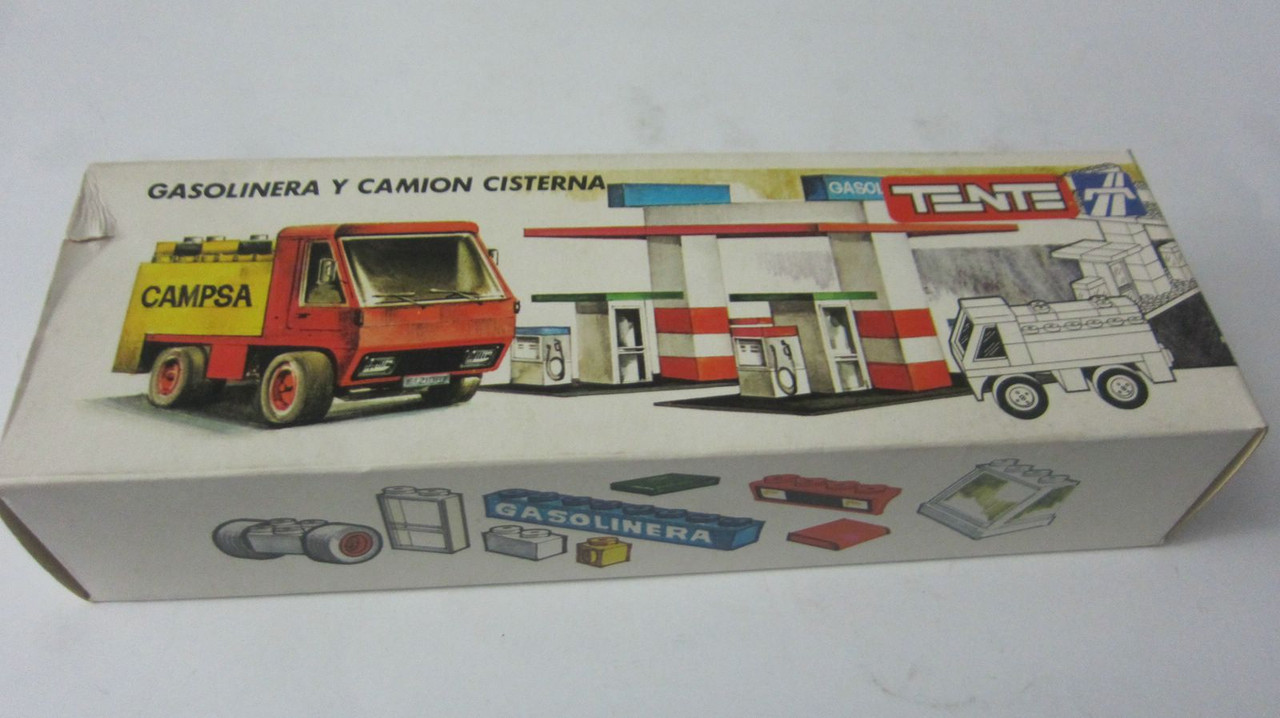 GASOLINERA Y CAMION CISTERNA
GASOL
TENTE
CAMPSA
GASOLINERA